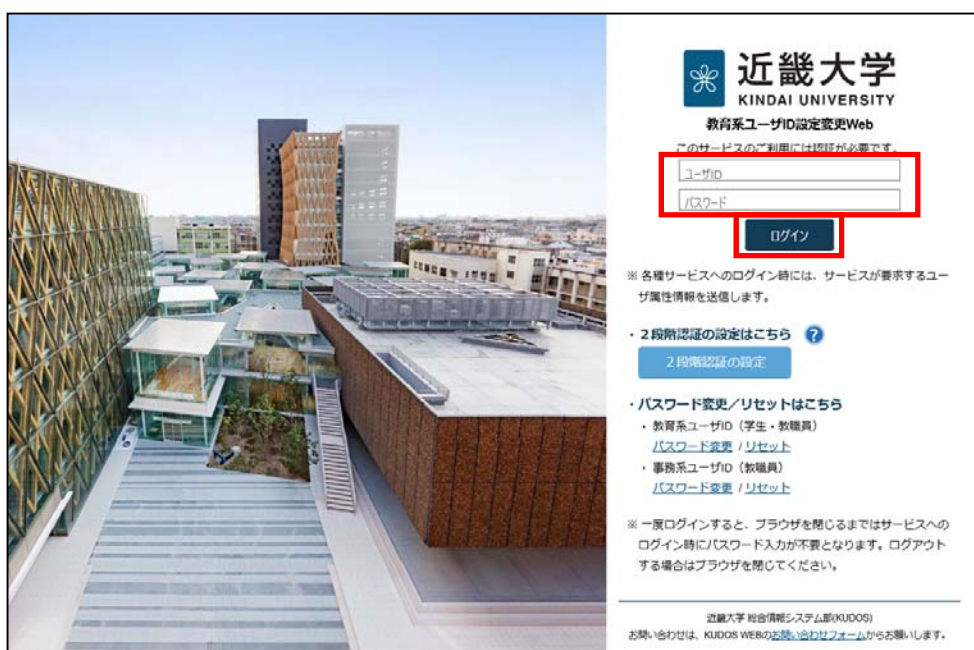 近畿大学
KINDAI UNIVERSITY
教育系ユーザID設定変更Web
このサービスのご利用には認証が必要です。
ユーザID
パスワード
ログイン
※ 各種サービスへのログイン時には、サービスが要求するユー
ザ属性情報を送信します。
・２段階認証の設定はこちら ?
２段階認証の設定
・パスワード変更／リセットはこちら
・ 教育系ユーザID（学生・教職員）
パスワード変更 / リセット
・ 事務系ユーザID（教職員）
パスワード変更 / リセット
※ 一度ログインすると、ブラウザを閉じるまではサービスへの
ログイン時にパスワード入力が不要となります。ログアウト
する場合はブラウザを閉じてください。
近畿大学 総合情報システム部(KUDOS)
お問い合わせは、KUDOS WEBのお問い合わせフォームからお願いします。